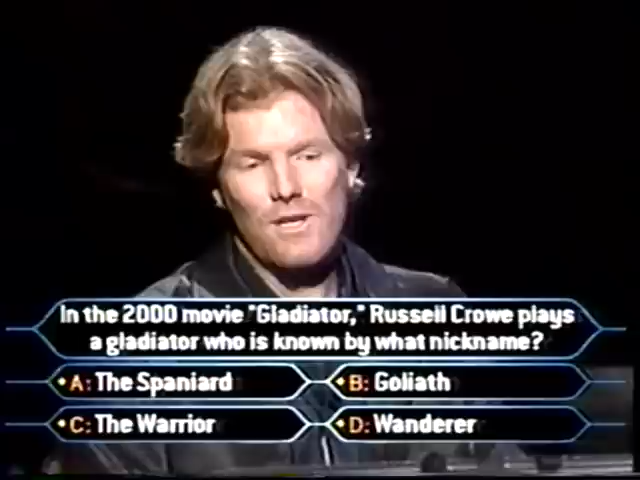 In the 2000 movie "Gladiator," Russell Crowe plays
a gladiator who is known by what nickname?
A: The Spaniard
B: Goliath
C: The Warrior
D: Wanderer